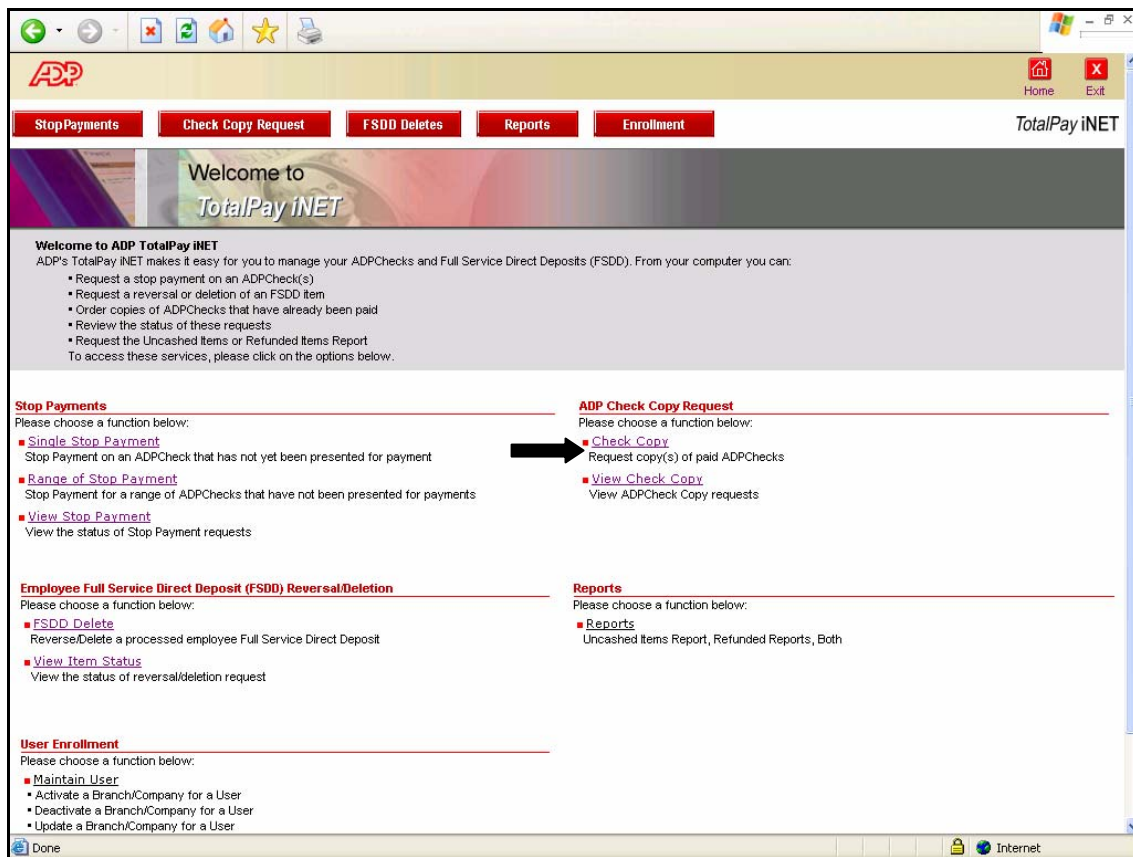 ADP
Home
Exit
Stop Payments
Check Copy Request
FSDD Deletes
Reports
Enrollment
TotalPay iNET
Welcome to
TotalPay iNET
Welcome to ADP TotalPay iNET
ADP's TotalPay iNET makes it easy for you to manage your ADPChecks and Full Service Direct Deposits (FSDD). From your computer you can:
▪ Request a stop payment on an ADPCheck(s)
▪ Request a reversal or deletion of an FSDD item
▪ Order copies of ADPChecks that have already been paid
▪ Review the status of these requests
▪ Request the Uncashed Items or Refunded Items Report
To access these services, please click on the options below.
Stop Payments
Please choose a function below:
▪ Single Stop Payment
Stop Payment on an ADPCheck that has not yet been presented for payment
▪ Range of Stop Payment
Stop Payment for a range of ADPChecks that have not been presented for payments
▪ View Stop Payment
View the status of Stop Payment requests
ADP Check Copy Request
Please choose a function below:
▪ Check Copy
Request copy(s) of paid ADPChecks
▪ View Check Copy
View ADPCheck Copy requests
Employee Full Service Direct Deposit (FSDD) Reversal/Deletion
Please choose a function below:
▪ FSDD Delete
Reverse/Delete a processed employee Full Service Direct Deposit
▪ View Item Status
View the status of reversal/deletion request
Reports
Please choose a function below:
▪ Reports
Uncashed Items Report, Refunded Reports, Both
User Enrollment
Please choose a function below:
▪ Maintain User
▪ Activate a Branch/Company for a User
▪ Deactivate a Branch/Company for a User
▪ Update a Branch/Company for a User
Done
Internet